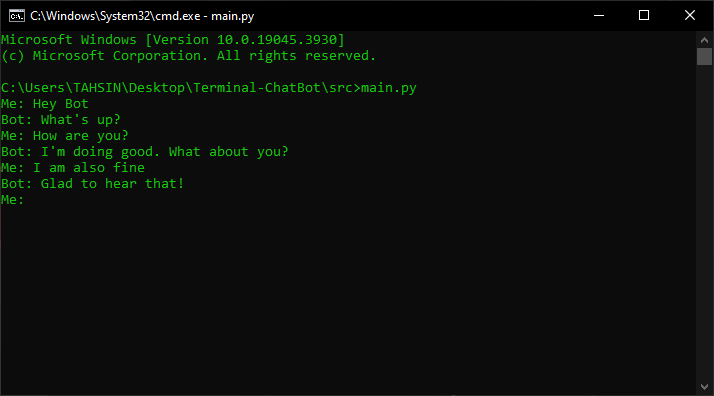 C:\Windows\System32\cmd.exe - main.py
Microsoft Windows [Version 10.0.19045.3930]
(c) Microsoft Corporation. All rights reserved.
C:\Users\TAHSIN\Desktop\Terminal-ChatBot\src>main.py
Me: Hey Bot
Bot: What's up?
Me: How are you?
Bot: I'm doing good. What about you?
Me: I am also fine
Bot: Glad to hear that!
Me: